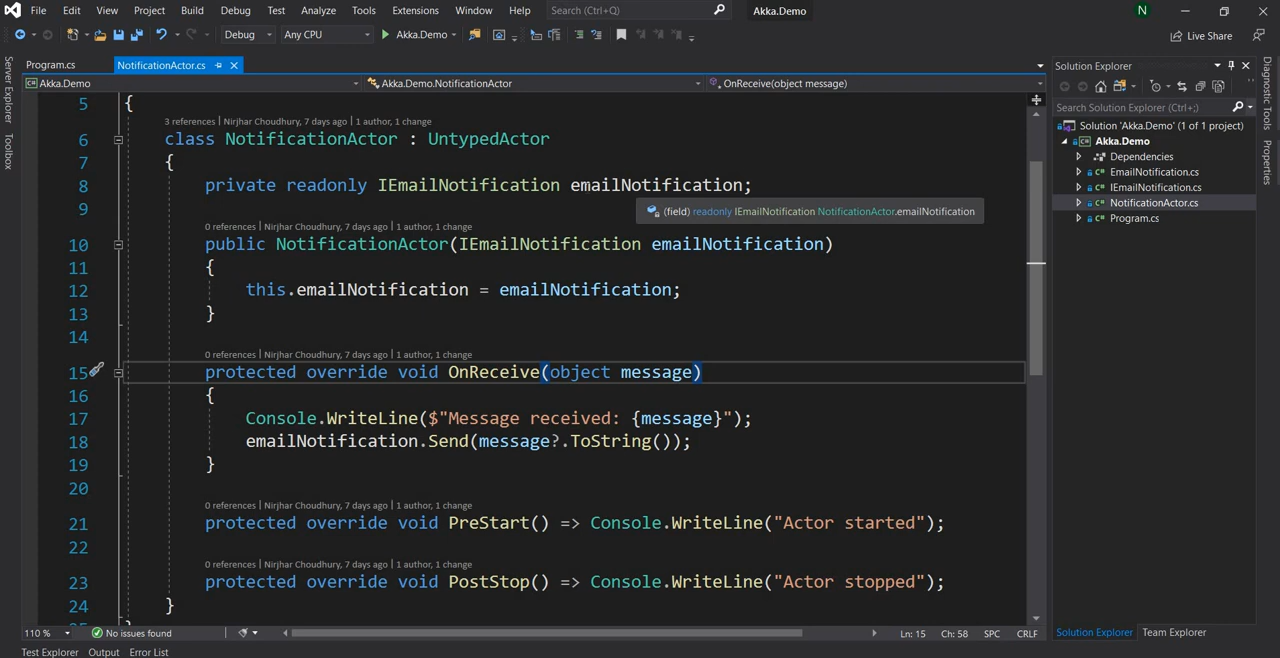 File Edit View Project Build Debug Test Analyze Tools Extensions Window Help Search (Ctrl+Q) Akka.Demo N
Debug Any CPU Akka.Demo Live Share
Program.cs NotificationActor.cs
Akka.Demo Akka.Demo.NotificationActor OnReceive(object message)
Server Explorer
Toolbox
5 {
3 references | Nirjhar Choudhury, 7 days ago | 1 author, 1 change
6 class NotificationActor : UntypedActor
7 {
8 private readonly IEmailNotification emailNotification;
9
(field) readonly IEmailNotification NotificationActor.emailNotification
0 references | Nirjhar Choudhury, 7 days ago | 1 author, 1 change
10 public NotificationActor(IEmailNotification emailNotification)
11 {
12 this.emailNotification = emailNotification;
13 }
14
0 references | Nirjhar Choudhury, 7 days ago | 1 author, 1 change
15 protected override void OnReceive(object message)
16 {
17 Console.WriteLine($"Message received: {message}");
18 emailNotification.Send(message?.ToString());
19 }
20
0 references | Nirjhar Choudhury, 7 days ago | 1 author, 1 change
21 protected override void PreStart() => Console.WriteLine("Actor started");
22
0 references | Nirjhar Choudhury, 7 days ago | 1 author, 1 change
23 protected override void PostStop() => Console.WriteLine("Actor stopped");
24 }
110 % No issues found Ln: 15 Ch: 58 SPC CRLF
Test Explorer Output Error List
Solution Explorer
Search Solution Explorer (Ctrl+;)
Solution 'Akka.Demo' (1 of 1 project)
Akka.Demo
Dependencies
EmailNotification.cs
IEmailNotification.cs
NotificationActor.cs
Program.cs
Solution Explorer Team Explorer
Diagnostic Tools
Properties